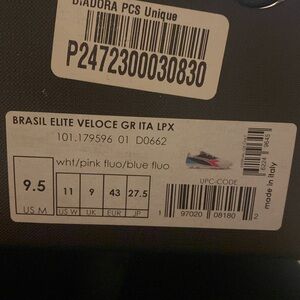 DIADORA PCS Unique
P2472300030830
BRASIL ELITE VELOCE GR ITA LPX
101.179596 01 D0662
wht/pink fluo/blue fluo
9.5 11 9 43 27.5
US M US W UK EUR JP
UPC-CODE
1 97020 08180 2
made in italy